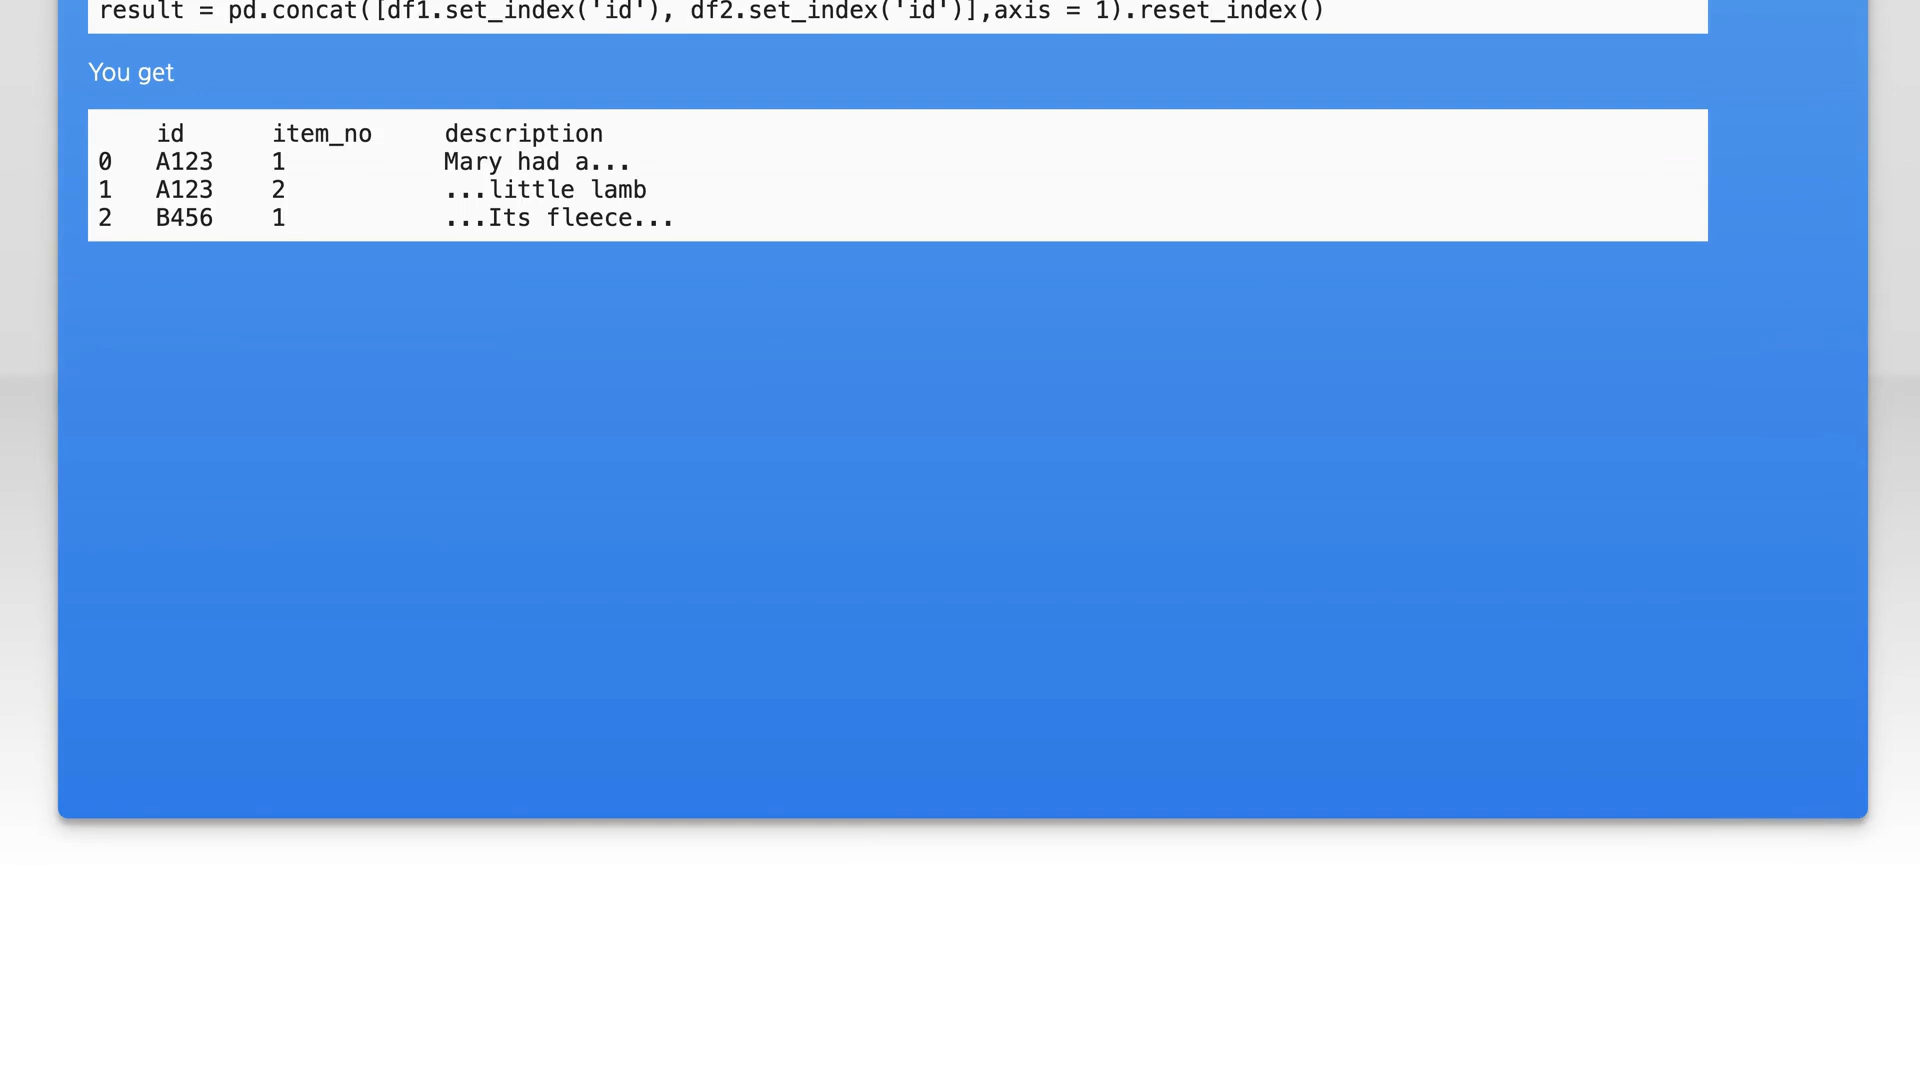 result = pd.concat([df1.set_index('id'), df2.set_index('id')],axis = 1).reset_index()
You get
id item_no description
0 A123 1 Mary had a...
1 A123 2 ...little lamb
2 B456 1 ...Its fleece...